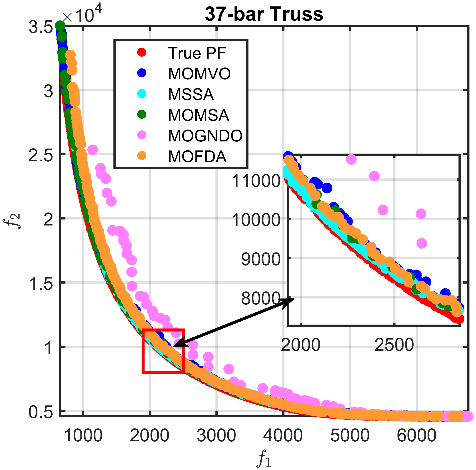 37-bar Truss
×10⁴
3.5
3
2.5
2
1.5
1
0.5
f₂
True PF
MOMVO
MSSA
MOMSA
MOGNDO
MOFDA
11000
10000
9000
8000
2000 2500
1000 2000 3000 4000 5000 6000
f₁